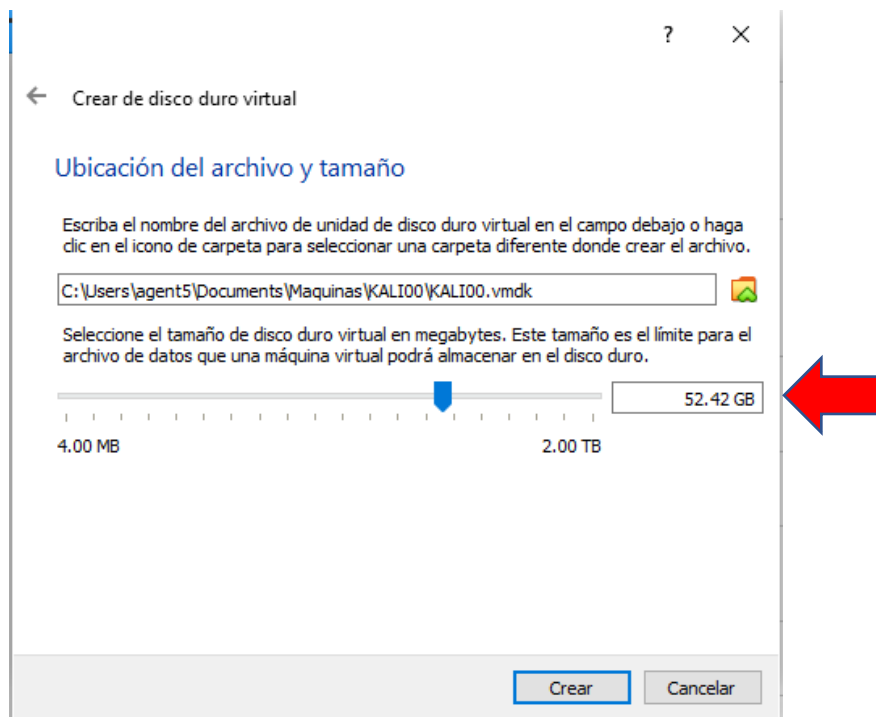 ?
Crear de disco duro virtual
Ubicación del archivo y tamaño
Escriba el nombre del archivo de unidad de disco duro virtual en el campo debajo o haga
clic en el icono de carpeta para seleccionar una carpeta diferente donde crear el archivo.
C:\Users\agent5\Documents\Maquinas\KALI00\KALI00.vmdk
Seleccione el tamaño de disco duro virtual en megabytes. Este tamaño es el límite para el
archivo de datos que una máquina virtual podrá almacenar en el disco duro.
52.42 GB
4.00 MB 2.00 TB
Crear Cancelar